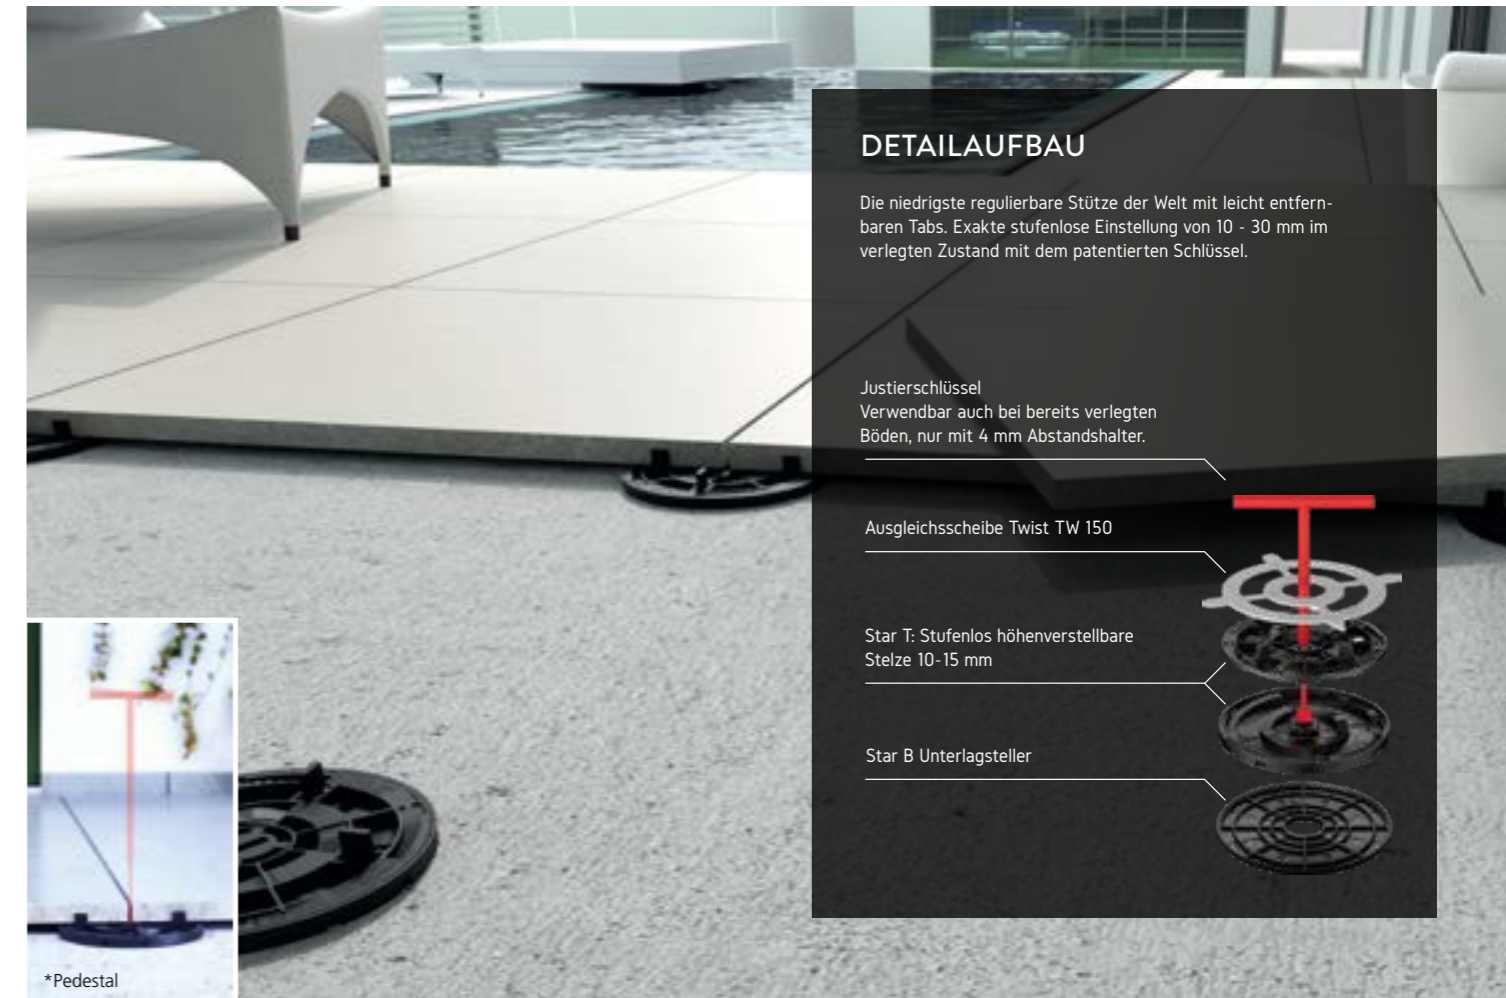 DETAILAUFBAU
Die niedrigste regulierbare Stütze der Welt mit leicht entfern-
baren Tabs. Exakte stufenlose Einstellung von 10 - 30 mm im
verlegten Zustand mit dem patentierten Schlüssel.
Justierschlüssel
Verwendbar auch bei bereits verlegten
Böden, nur mit 4 mm Abstandshalter.
Ausgleichsscheibe Twist TW 150
Star T: Stufenlos höhenverstellbare
Stelze 10-15 mm
Star B Unterlagsteller
*Pedestal